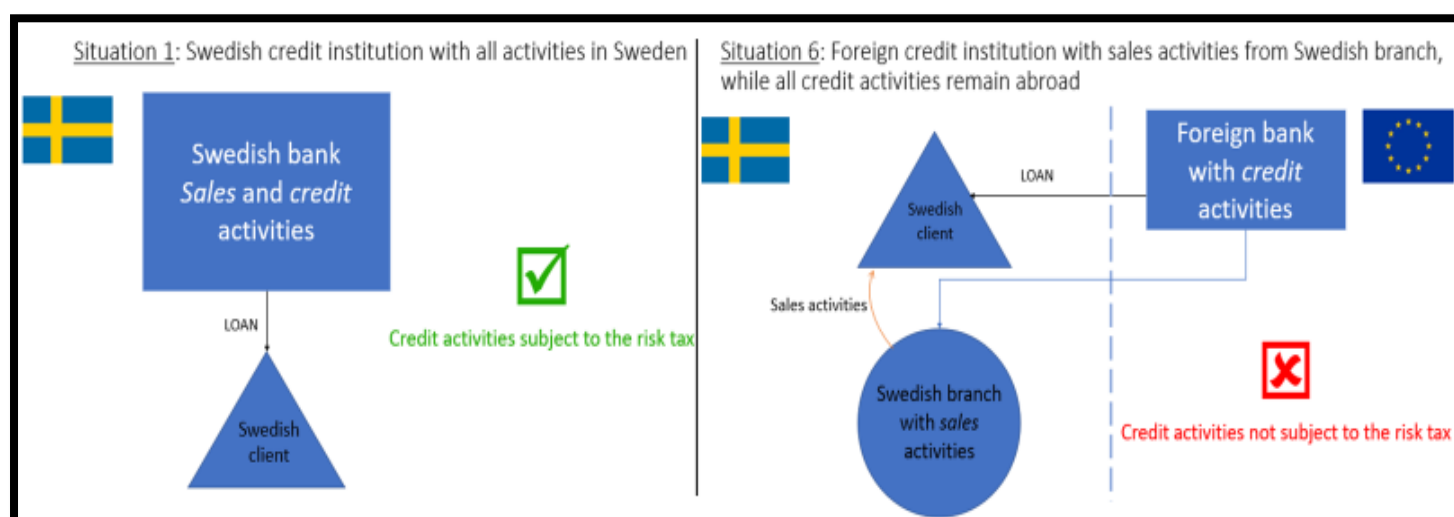 Situation 1: Swedish credit institution with all activities in Sweden
Swedish bank
Sales and credit
activities
LOAN
Credit activities subject to the risk tax
Swedish
client
Situation 6: Foreign credit institution with sales activities from Swedish branch,
while all credit activities remain abroad
Foreign bank
with credit
activities
LOAN
Swedish
client
Sales activities
Swedish branch
with sales
activities
Credit activities not subject to the risk tax